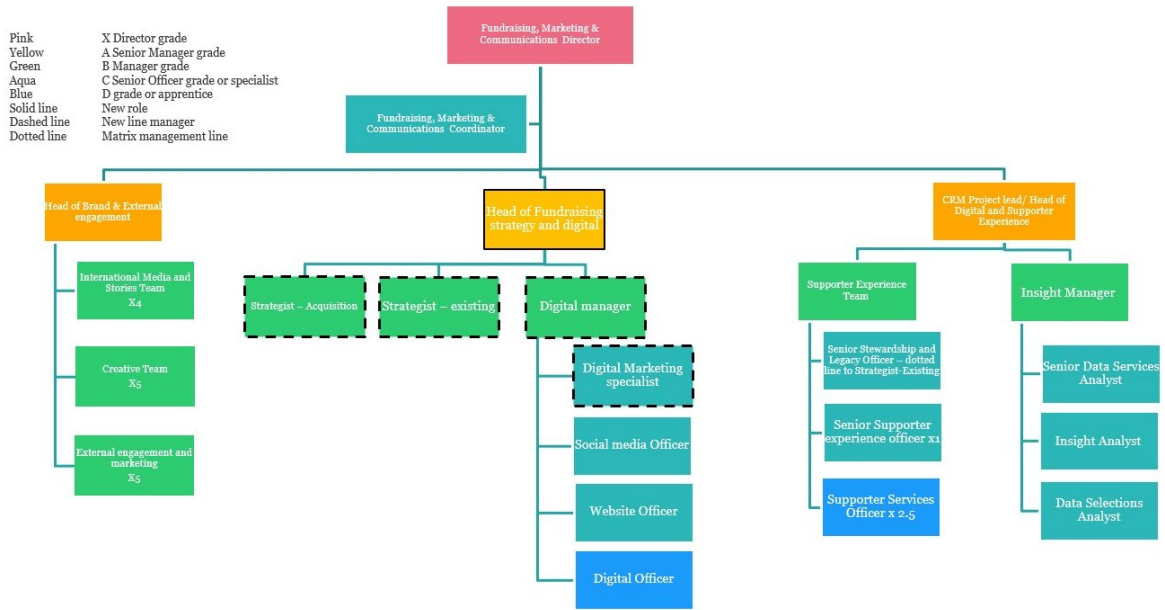 Pink X Director grade
Yellow A Senior Manager grade
Green B Manager grade
Aqua C Senior Officer grade or specialist
Blue D grade or apprentice
Solid line New role
Dashed line New line manager
Dotted line Matrix management line
Fundraising, Marketing &
Communications Director
Fundraising, Marketing &
Communications Coordinator
Head of Brand & External
engagement
International Media and
Stories Team
X4
Creative Team
X5
External engagement and
marketing
X5
Head of Fundraising
strategy and digital
Strategist – Acquisition
Strategist – existing
Digital manager
Digital Marketing
specialist
Social media Officer
Website Officer
Digital Officer
CRM Project lead/ Head of
Digital and Supporter
Experience
Supporter Experience
Team
Senior Stewardship and
Legacy Officer – dotted
line to Strategist-Existing
Senior Supporter
experience officer x1
Supporter Services
Officer x 2.5
Insight Manager
Senior Data Services
Analyst
Insight Analyst
Data Selections
Analyst